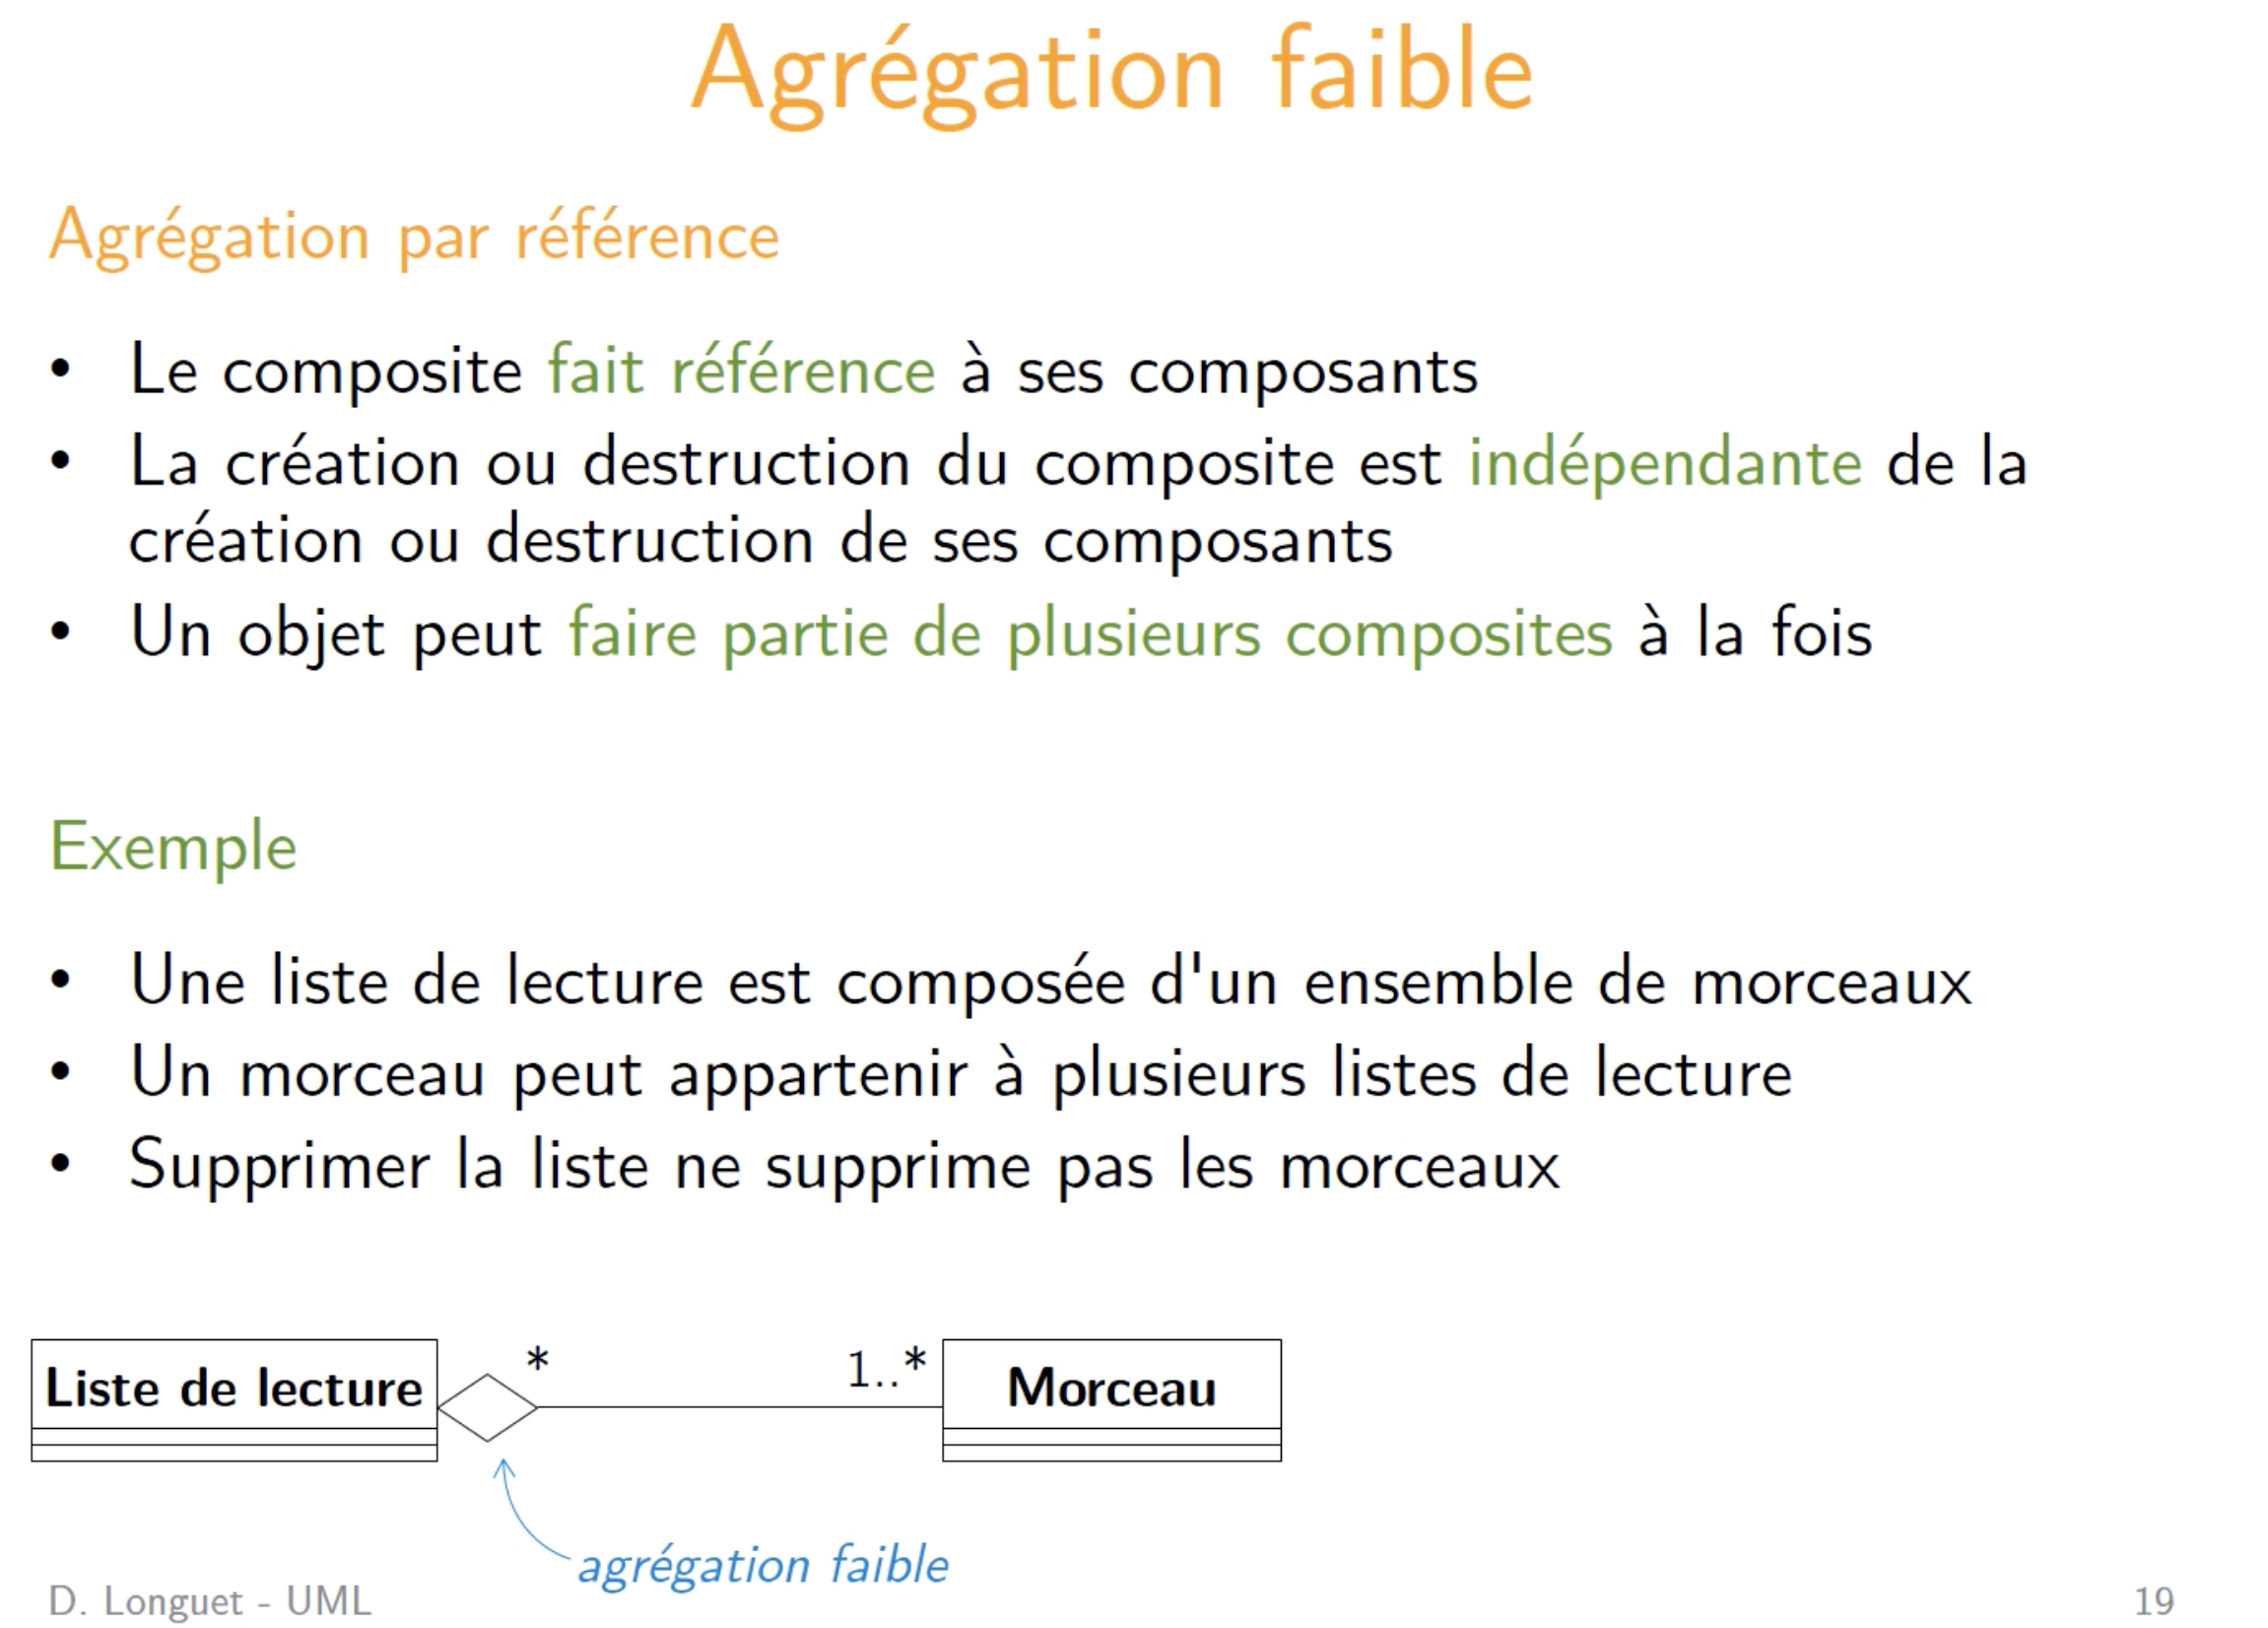 Agrégation faible
Agrégation par référence
• Le composite fait référence à ses composants
• La création ou destruction du composite est indépendante de la
création ou destruction de ses composants
• Un objet peut faire partie de plusieurs composites à la fois
Exemple
• Une liste de lecture est composée d'un ensemble de morceaux
• Un morceau peut appartenir à plusieurs listes de lecture
• Supprimer la liste ne supprime pas les morceaux
Liste de lecture * 1..* Morceau
agrégation faible
D. Longuet - UML 19